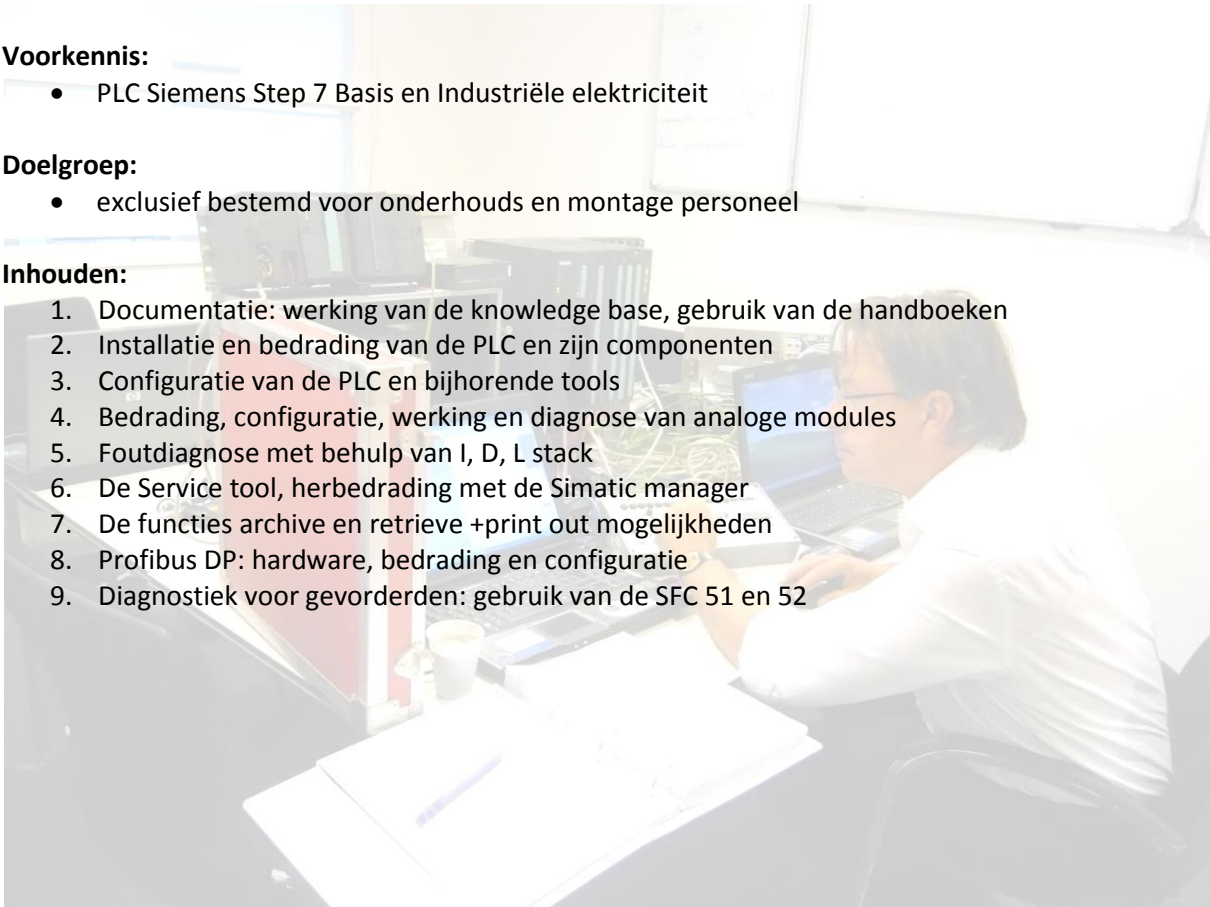 Voorkennis:
• PLC Siemens Step 7 Basis en Industriële elektriciteit
Doelgroep:
• exclusief bestemd voor onderhouds en montage personeel
Inhouden:
1. Documentatie: werking van de knowledge base, gebruik van de handboeken
2. Installatie en bedrading van de PLC en zijn componenten
3. Configuratie van de PLC en bijhorende tools
4. Bedrading, configuratie, werking en diagnose van analoge modules
5. Foutdiagnose met behulp van I, D, L stack
6. De Service tool, herbedrading met de Simatic manager
7. De functies archive en retrieve +print out mogelijkheden
8. Profibus DP: hardware, bedrading en configuratie
9. Diagnostiek voor gevorderden: gebruik van de SFC 51 en 52